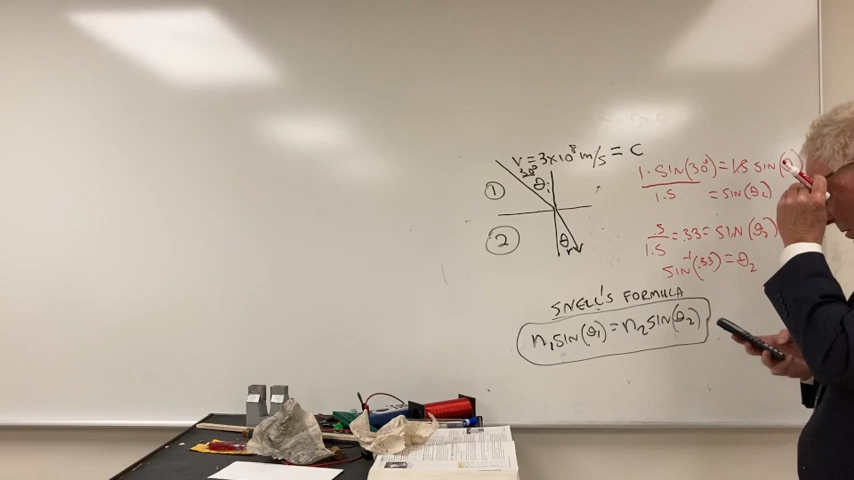 V = 3×10⁸ m/s = C
30°
① θi
② θr
1·SIN(30°) = 1.5 SIN(
1.5 = SIN(θ2)
.5/1.5 = .33 = SIN(θ2)
SIN⁻¹(.33) = θ2
SNELL'S FORMULA
n1SIN(θ1) = n2SIN(θ2)